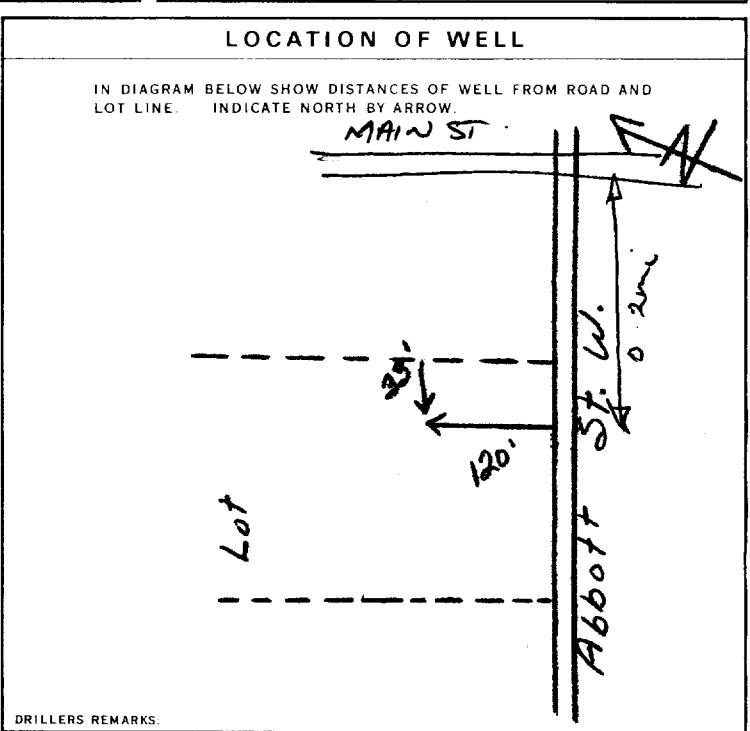 LOCATION OF WELL
IN DIAGRAM BELOW SHOW DISTANCES OF WELL FROM ROAD AND
LOT LINE. INDICATE NORTH BY ARROW.
MAIN ST.
N
0.2mi
25'
120'
Abbott St. W.
Lot
DRILLERS REMARKS: